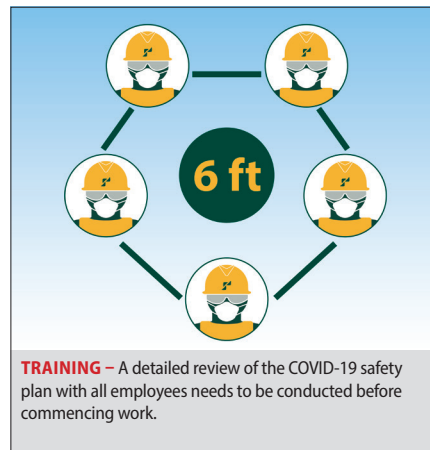 6 ft
TRAINING – A detailed review of the COVID-19 safety
plan with all employees needs to be conducted before
commencing work.